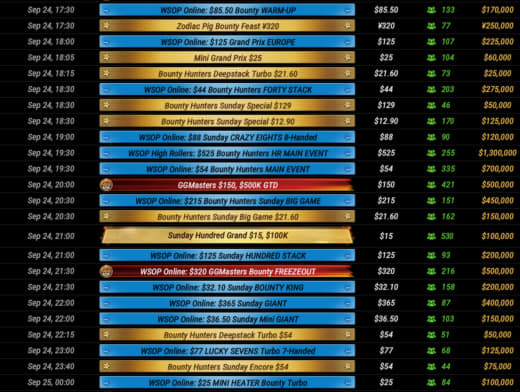 Sep 24, 17:30 WSOP Online: $85.50 Bounty WARM-UP $85.50 133 $170,000
Sep 24, 17:30 Zodiac Pig Bounty Feast ¥320 ¥320 77 ¥250,000
Sep 24, 18:00 WSOP Online: $125 Grand Prix EUROPE $125 107 $225,000
Sep 24, 18:05 Mini Grand Prix $25 $25 104 $60,000
Sep 24, 18:15 Bounty Hunters Deepstack Turbo $21.60 $21.60 73 $25,000
Sep 24, 18:30 WSOP Online: $44 Bounty Hunters FORTY STACK $44 203 $275,000
Sep 24, 18:30 Bounty Hunters Sunday Special $129 $129 46 $50,000
Sep 24, 18:30 Bounty Hunters Sunday Special $12.90 $12.90 170 $125,000
Sep 24, 19:00 WSOP Online: $88 Sunday CRAZY EIGHTS 8-Handed $88 90 $120,000
Sep 24, 19:30 WSOP High Rollers: $525 Bounty Hunters HR MAIN EVENT $525 255 $1,300,000
Sep 24, 19:30 WSOP Online: $54 Bounty Hunters MAIN EVENT $54 335 $700,000
Sep 24, 20:00 GGMasters $150, $500K GTD $150 421 $500,000
Sep 24, 20:30 WSOP Online: $215 Bounty Hunters Sunday BIG GAME $215 151 $450,000
Sep 24, 20:30 Bounty Hunters Sunday Big Game $21.60 $21.60 162 $150,000
Sep 24, 21:00 Sunday Hundred Grand $15, $100K $15 530 $100,000
Sep 24, 21:00 WSOP Online: $125 Sunday HUNDRED STACK $125 93 $200,000
Sep 24, 21:30 WSOP Online: $320 GGMasters Bounty FREEZEOUT $320 216 $500,000
Sep 24, 21:30 WSOP Online: $32.10 Sunday BOUNTY KING $32.10 158 $200,000
Sep 24, 22:00 WSOP Online: $365 Sunday GIANT $365 87 $400,000
Sep 24, 22:00 WSOP Online: $36.50 Sunday Mini GIANT $36.50 103 $150,000
Sep 24, 22:15 Bounty Hunters Deepstack Turbo $54 $54 51 $50,000
Sep 24, 23:00 WSOP Online: $77 LUCKY SEVENS Turbo 7-Handed $77 68 $125,000
Sep 24, 23:40 Bounty Hunters Sunday Encore $54 $54 44 $75,000
Sep 25, 00:00 WSOP Online: $25 MINI HEATER Bounty Turbo $25 84 $100,000